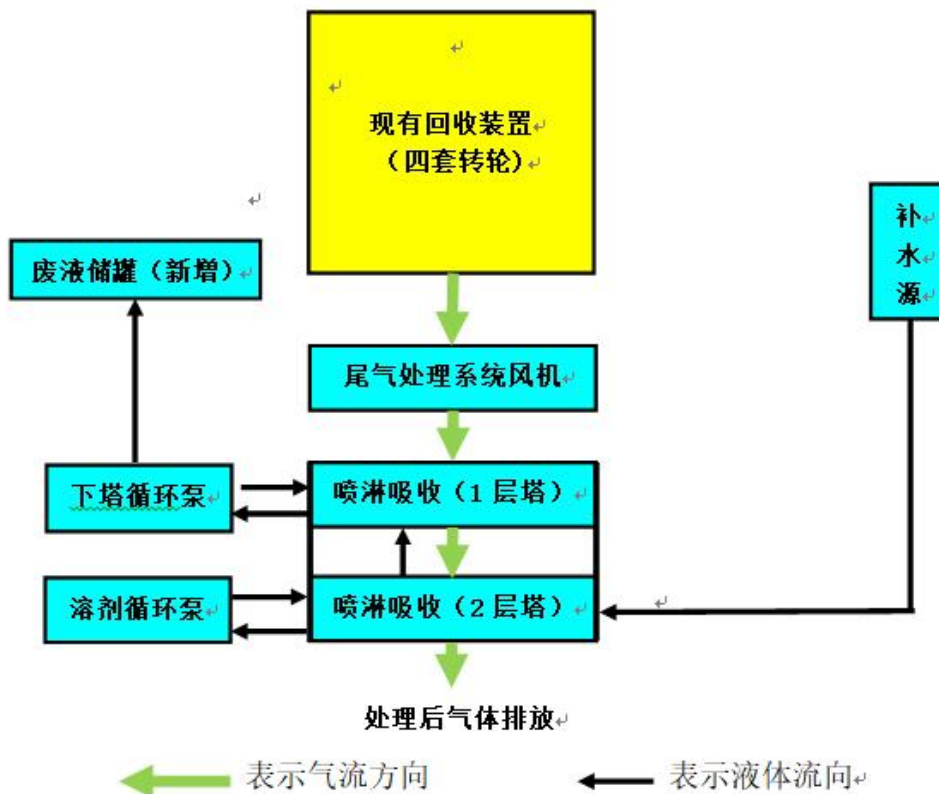 现有回收装置
（四套转轮）
补
水
源
废液储罐（新增）
尾气处理系统风机
下塔循环泵
喷淋吸收（1层塔）
溶剂循环泵
喷淋吸收（2层塔）
处理后气体排放
表示气流方向
表示液体流向